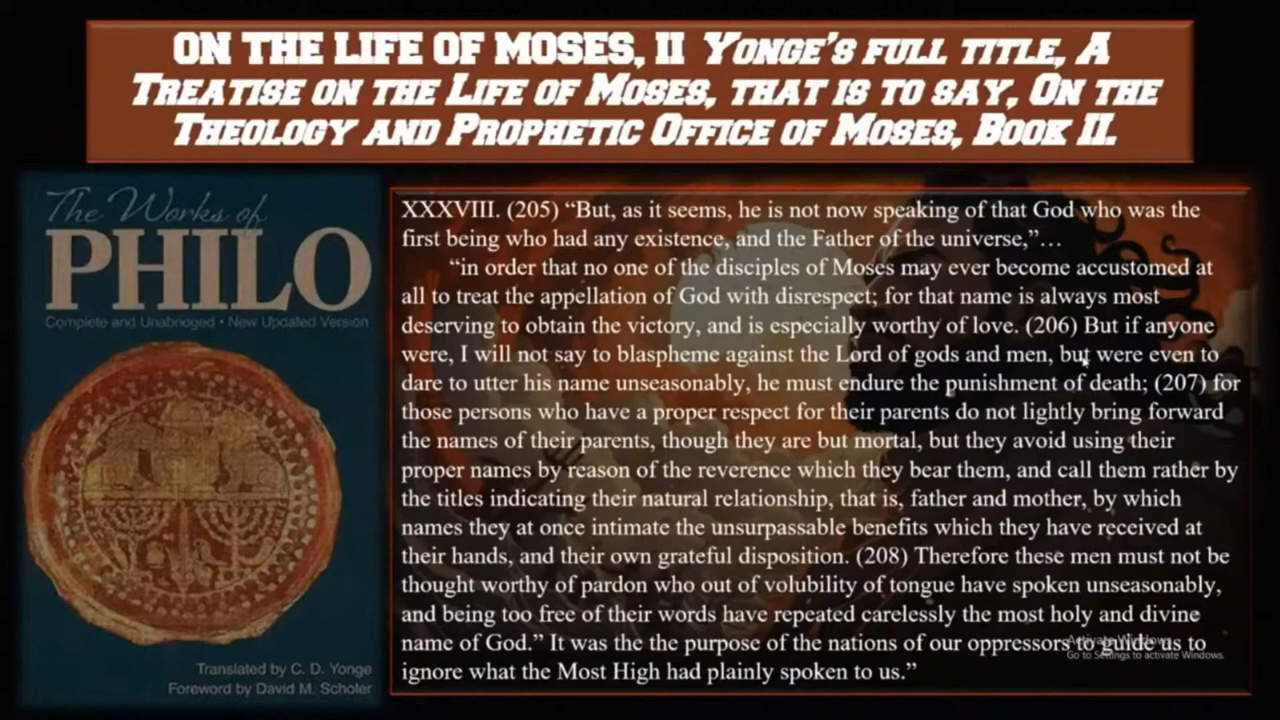 ON THE LIFE OF MOSES, II YONGE'S FULL TITLE, A
TREATISE ON THE LIFE OF MOSES, THAT IS TO SAY, ON THE
THEOLOGY AND PROPHETIC OFFICE OF MOSES, BOOK II.
The Works of
PHILO
Complete and Unabridged • New Updated Version
Translated by C. D. Yonge
Foreword by David M. Scholer
XXXVIII. (205) “But, as it seems, he is not now speaking of that God who was the
first being who had any existence, and the Father of the universe,”…
“in order that no one of the disciples of Moses may ever become accustomed at
all to treat the appellation of God with disrespect; for that name is always most
deserving to obtain the victory, and is especially worthy of love. (206) But if anyone
were, I will not say to blaspheme against the Lord of gods and men, but were even to
dare to utter his name unseasonably, he must endure the punishment of death; (207) for
those persons who have a proper respect for their parents do not lightly bring forward
the names of their parents, though they are but mortal, but they avoid using their
proper names by reason of the reverence which they bear them, and call them rather by
the titles indicating their natural relationship, that is, father and mother, by which
names they at once intimate the unsurpassable benefits which they have received at
their hands, and their own grateful disposition. (208) Therefore these men must not be
thought worthy of pardon who out of volubility of tongue have spoken unseasonably,
and being too free of their words have repeated carelessly the most holy and divine
name of God.” It was the the purpose of the nations of our oppressors to guide us to
ignore what the Most High had plainly spoken to us.”
Activate Windows
Go to Settings to activate Windows.